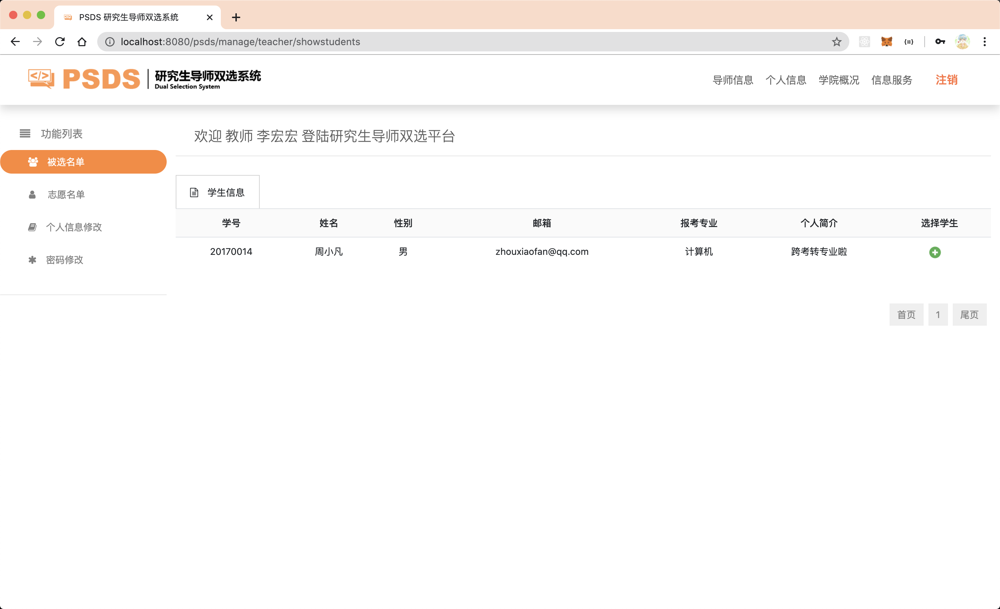 PSDS 研究生导师双选系统
localhost:8080/psds/manage/teacher/showstudents
</> PSDS 研究生导师双选系统
Dual Selection System
导师信息 个人信息 学院概况 信息服务 注销
功能列表
被选名单
志愿名单
个人信息修改
密码修改
欢迎 教师 李宏宏 登陆研究生导师双选平台
学生信息
学号 姓名 性别 邮箱 报考专业 个人简介 选择学生
20170014 周小凡 男 zhouxiaofan@qq.com 计算机 跨考转专业啦
首页 1 尾页